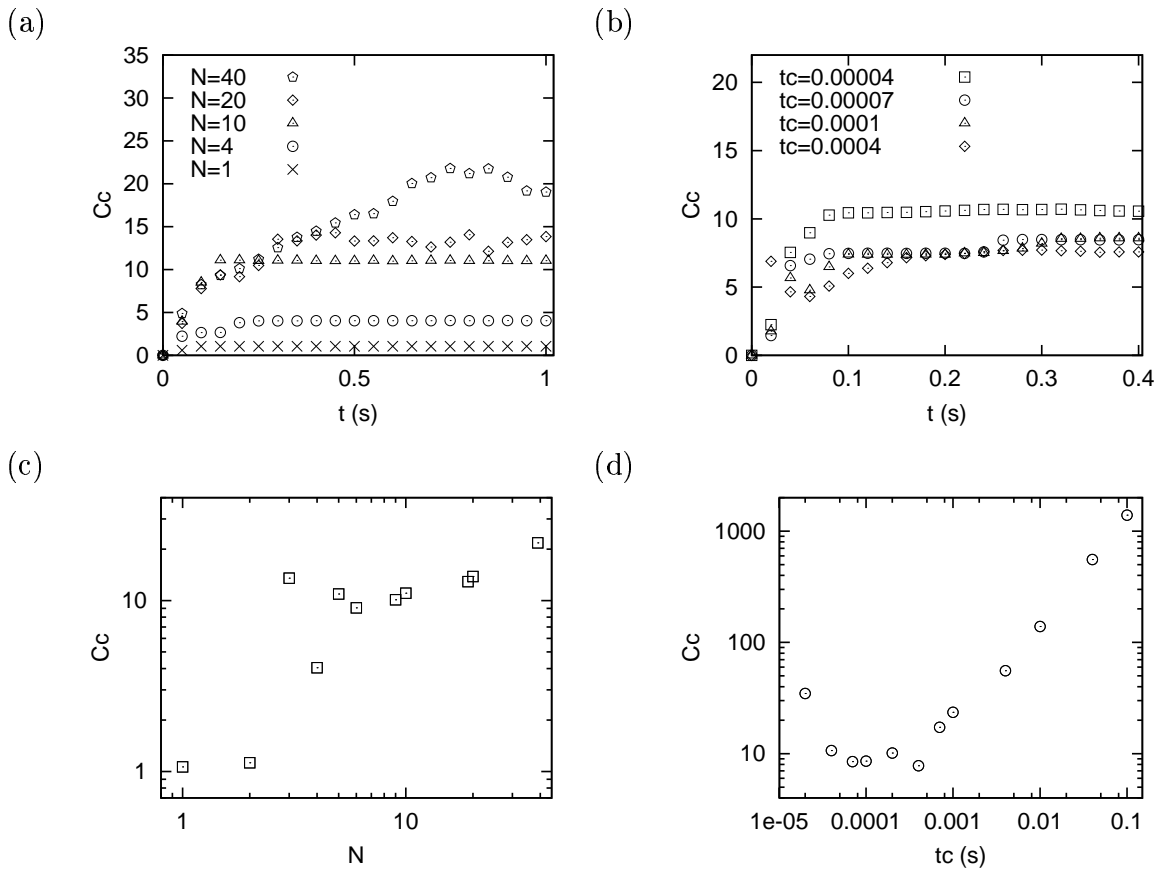 (a)
35
30
25
20
15
10
5
0
Cc
N=40
N=20
N=10
N=4
N=1
0
0.5
1
t (s)
(b)
20
15
10
5
0
Cc
tc=0.00004
tc=0.00007
tc=0.0001
tc=0.0004
0
0.1
0.2
0.3
0.4
t (s)
(c)
10
1
Cc
1
10
N
(d)
1000
100
10
Cc
1e-05
0.0001
0.001
0.01
0.1
tc (s)